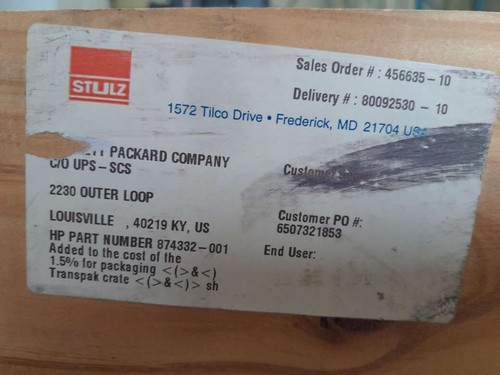 STULZ
Sales Order # : 456635-10
Delivery # : 80092530 - 10
1572 Tilco Drive • Frederick, MD 21704
PACKARD COMPANY
C/O UPS-SCS
2230 OUTER LOOP
LOUISVILLE , 40219 KY, US
HP PART NUMBER 874332-001
Added to the cost of the
1.5% for packaging <(>&<)
Transpak crate <(>&<)> sh
Customer PO #:
6507321853
End User: